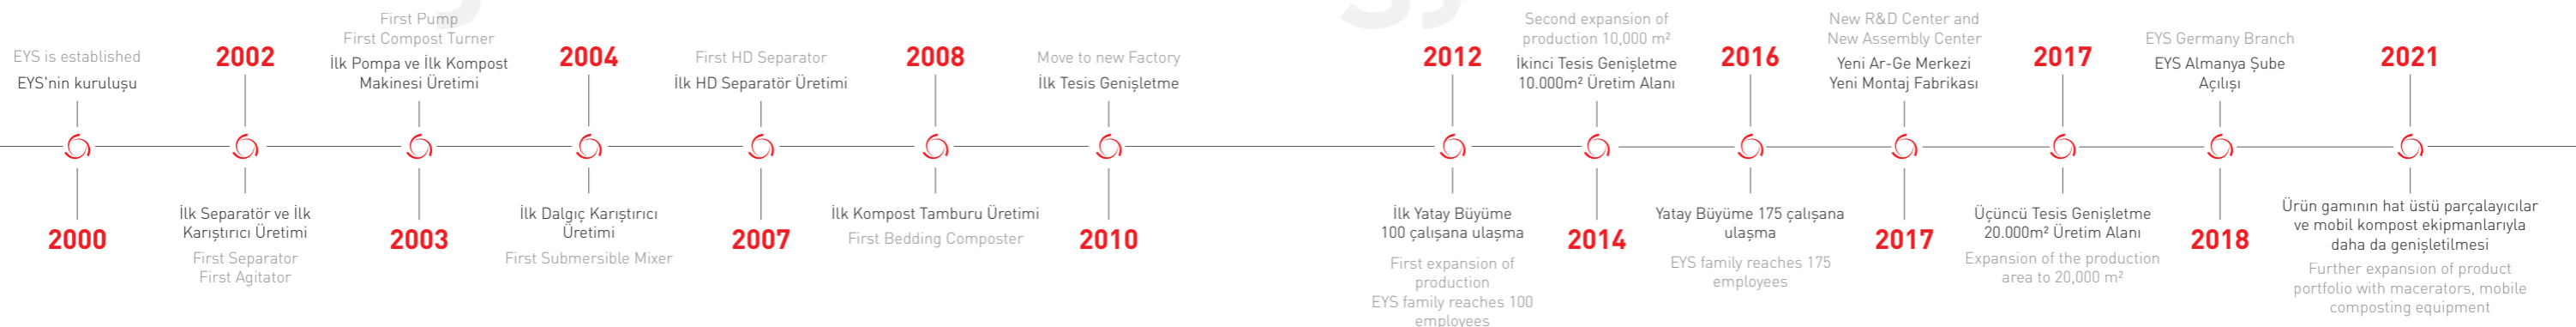 EYS is established
EYS'nin kuruluşu
2000
2002
İlk Separatör ve İlk
Karıştırıcı Üretimi
First Separator
First Agitator
First Pump
First Compost Turner
İlk Pompa ve İlk Kompost
Makinesi Üretimi
2003
2004
İlk Dalgıç Karıştırıcı
Üretimi
First Submersible Mixer
First HD Separator
İlk HD Separatör Üretimi
2007
2008
İlk Kompost Tamburu Üretimi
First Bedding Composter
Move to new Factory
İlk Tesis Genişletme
2010
2012
İlk Yatay Büyüme
100 çalışana ulaşma
First expansion of
production
EYS family reaches 100
employees
Second expansion of
production 10,000 m²
İkinci Tesis Genişletme
10.000m² Üretim Alanı
2014
2016
Yatay Büyüme 175 çalışana
ulaşma
EYS family reaches 175
employees
New R&D Center and
New Assembly Center
Yeni Ar-Ge Merkezi
Yeni Montaj Fabrikası
2017
2017
Üçüncü Tesis Genişletme
20.000m² Üretim Alanı
Expansion of the production
area to 20,000 m²
EYS Germany Branch
EYS Almanya Şube
Açılışı
2018
2021
Ürün gamının hat üstü parçalayıcılar
ve mobil kompost ekipmanlarıyla
daha da genişletilmesi
Further expansion of product
portfolio with macerators, mobile
composting equipment